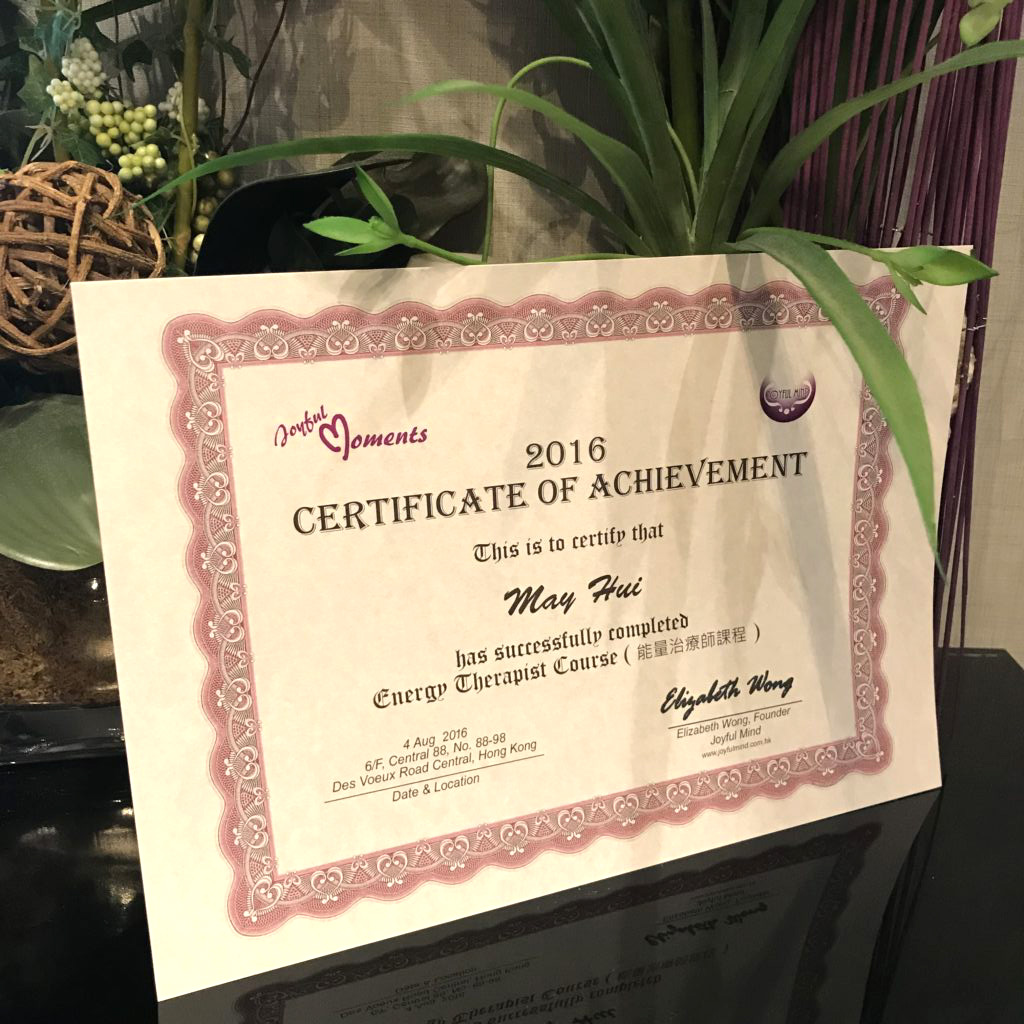 Joyful Moments
JOYFUL MIND
2016
CERTIFICATE OF ACHIEVEMENT
This is to certify that
May Hui
has successfully completed
Energy Therapist Course ( 能量治療師課程 )
4 Aug 2016
6/F, Central 88, No. 88-98
Des Voeux Road Central, Hong Kong
Date & Location
Elizabeth Wong
Elizabeth Wong, Founder
Joyful Mind
www.joyfulmind.com.hk